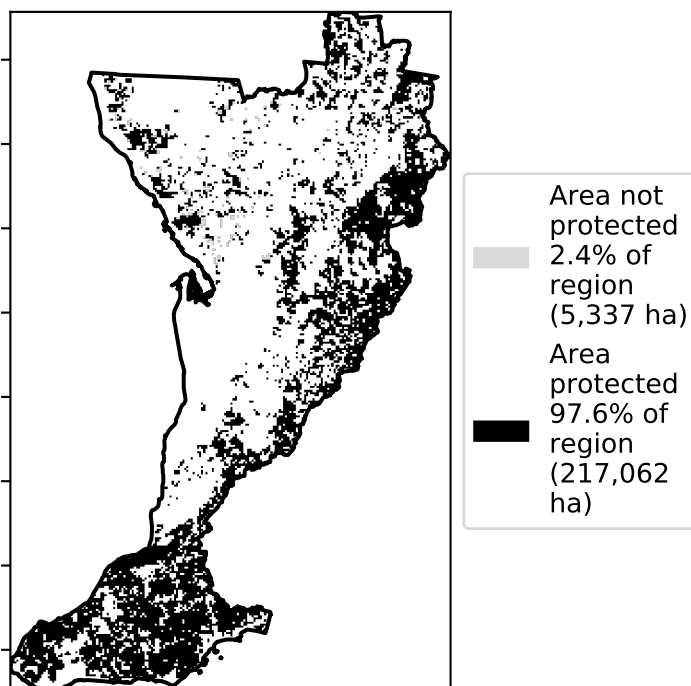 Area not
protected
2.4% of
region
(5,337 ha)
Area
protected
97.6% of
region
(217,062
ha)